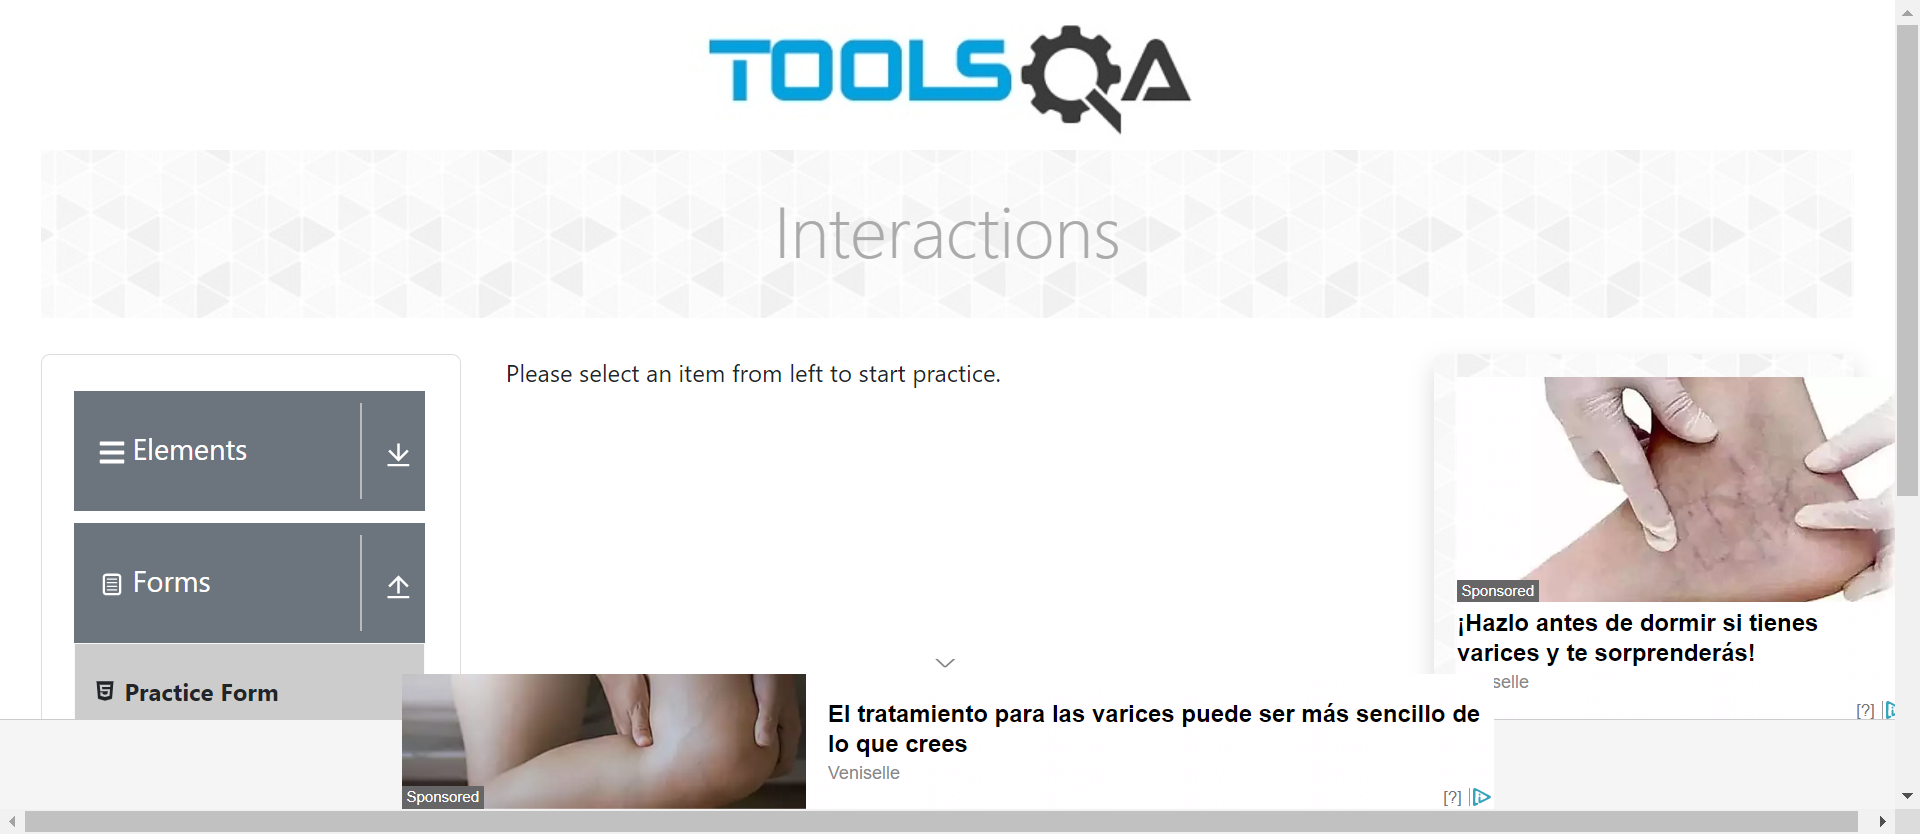 TOOLSQA
Interactions
Please select an item from left to start practice.
Elements
Forms
Practice Form
Sponsored
¡Hazlo antes de dormir si tienes
varices y te sorprenderás!
selle
[?]
El tratamiento para las varices puede ser más sencillo de
lo que crees
Veniselle
Sponsored
[?]